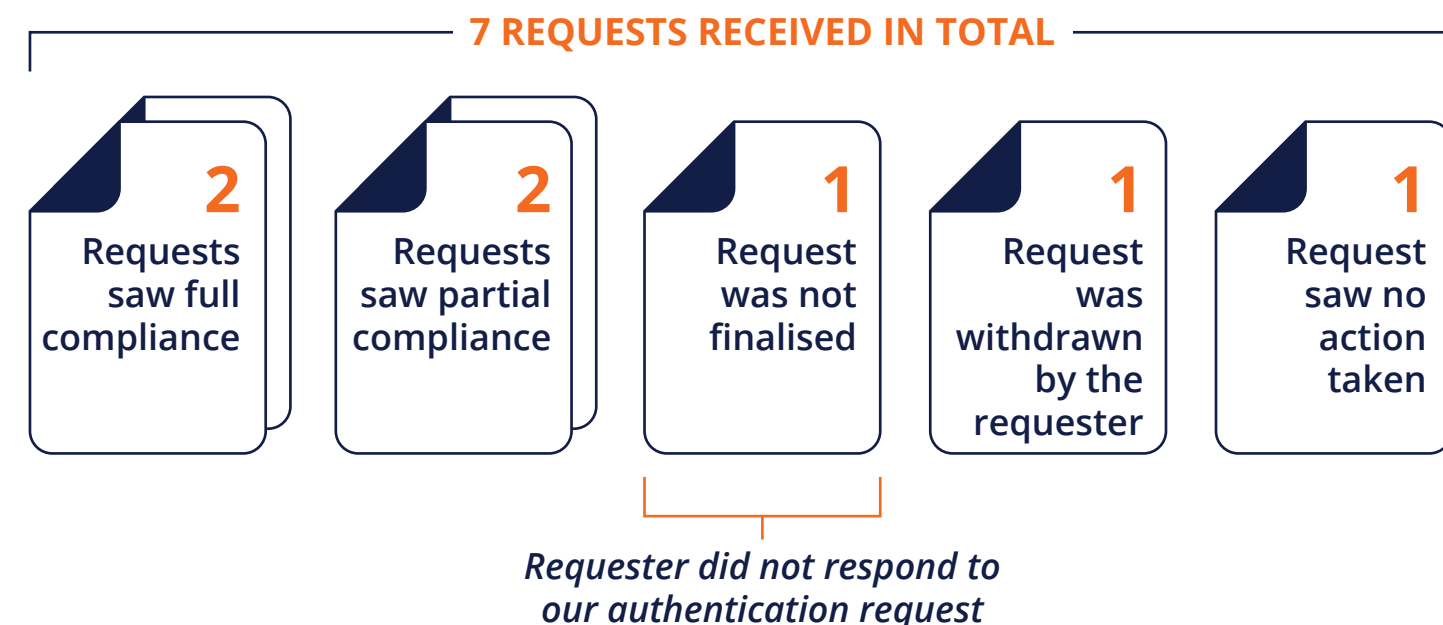 7 REQUESTS RECEIVED IN TOTAL
2
Requests
saw full
compliance
2
Requests
saw partial
compliance
1
Request
was not
finalised
1
Request
was
withdrawn
by the
requester
1
Request
saw no
action
taken
Requester did not respond to
our authentication request